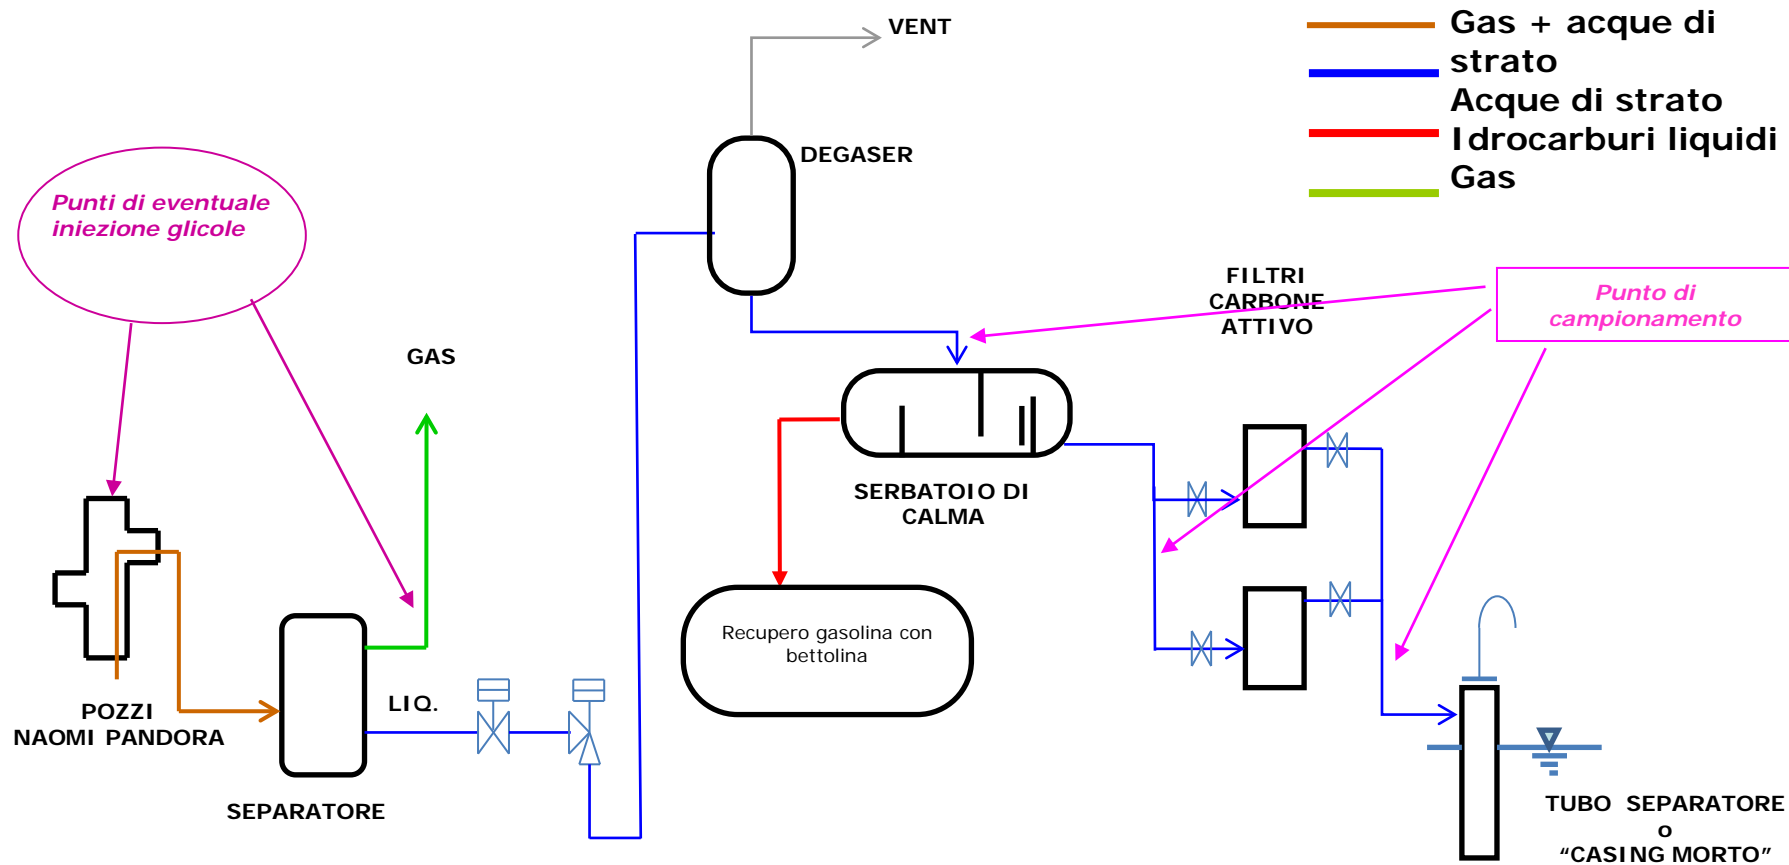 VENT
Gas + acque di
strato
Acque di strato
Idrocarburi liquidi
Gas
DEGASER
Punti di eventuale
iniezione glicole
FILTRI
CARBONE
ATTIVO
Punto di
campionamento
GAS
SERBATOIO DI
CALMA
Recupero gasolina con
bettolina
LIQ.
POZZI
NAOMI PANDORA
SEPARATORE
TUBO SEPARATORE
o
“CASING MORTO”